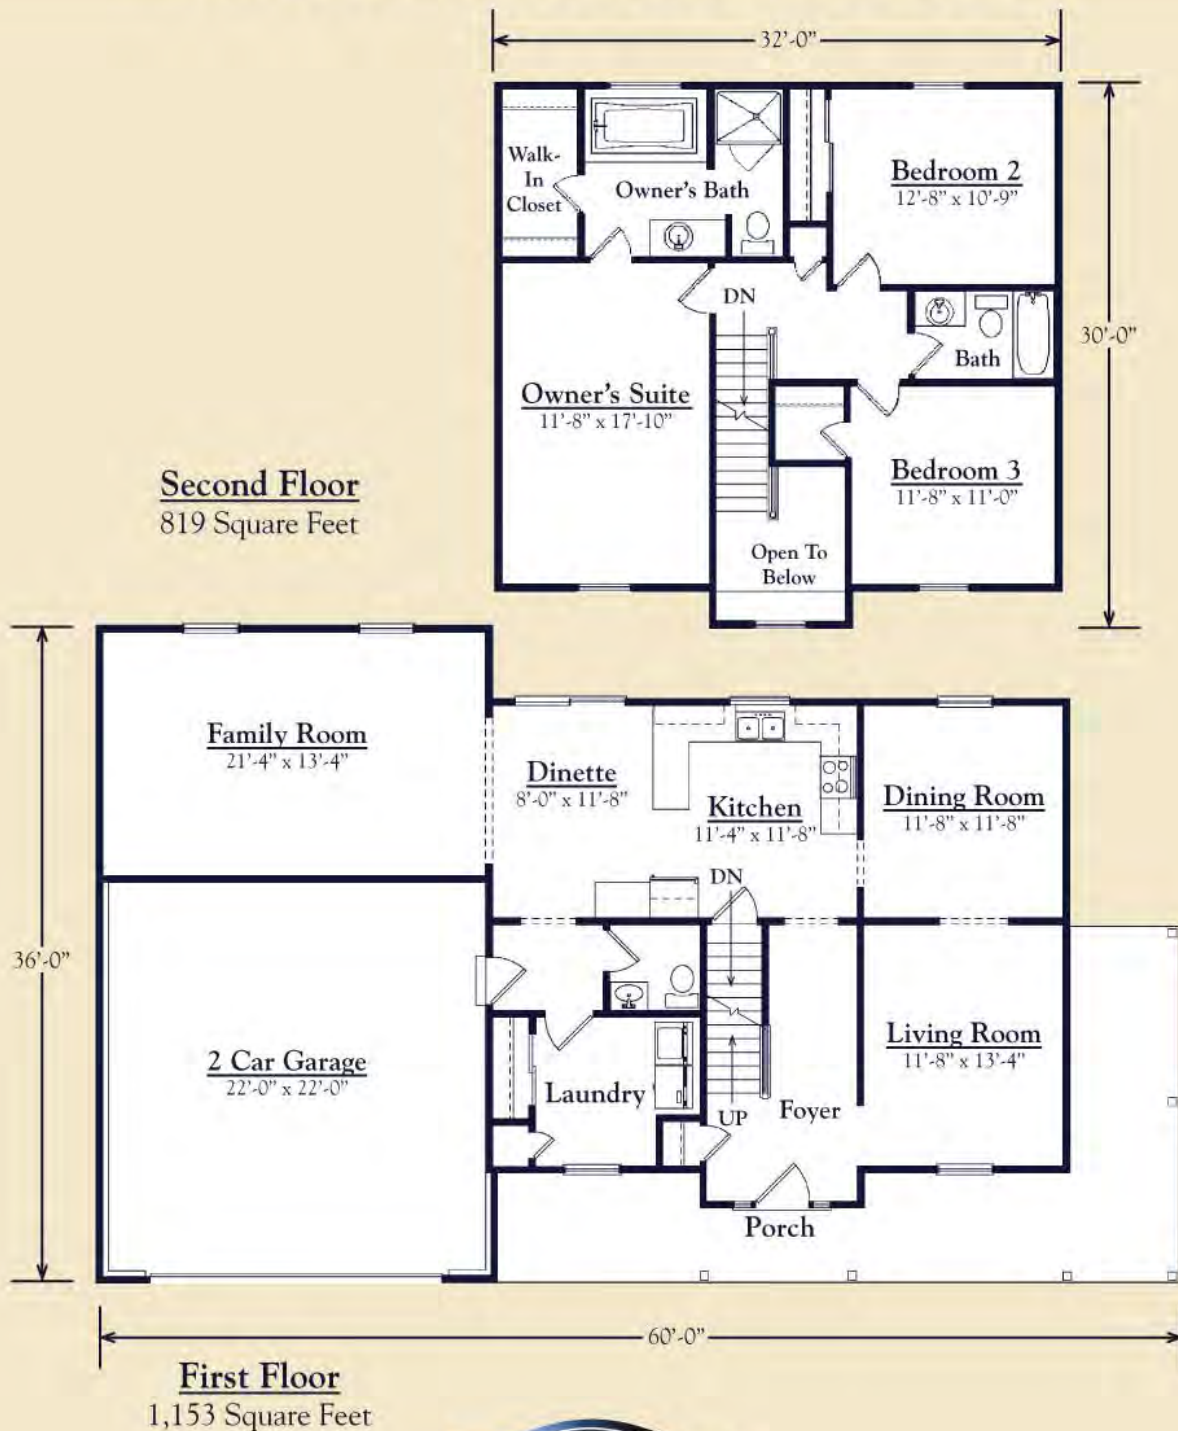 32'-0"
Walk-
In
Closet
Owner's Bath
Bedroom 2
12'-8" x 10'-9"
DN
30'-0"
Bath
Owner's Suite
11'-8" x 17'-10"
Bedroom 3
11'-8" x 11'-0"
Second Floor
819 Square Feet
Open To
Below
Family Room
21'-4" x 13'-4"
Dinette
8'-0" x 11'-8"
Kitchen
11'-4" x 11'-8"
Dining Room
11'-8" x 11'-8"
DN
36'-0"
2 Car Garage
22'-0" x 22'-0"
Laundry
UP
Foyer
Living Room
11'-8" x 13'-4"
Porch
60'-0"
First Floor
1,153 Square Feet